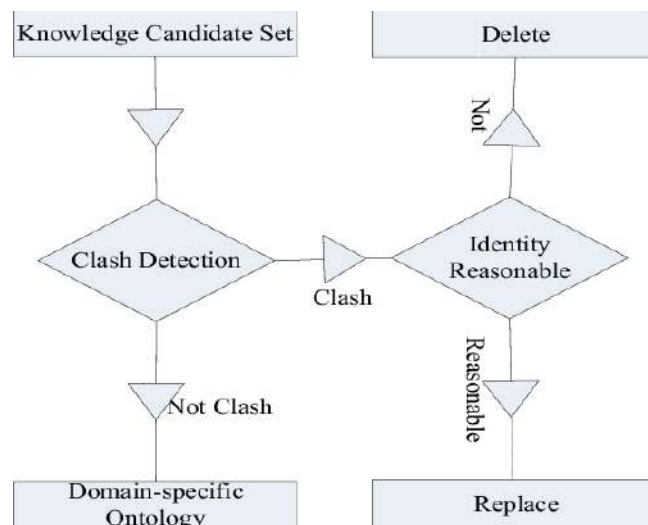 Knowledge Candidate Set
Delete
Not
Clash Detection
Identity
Reasonable
Clash
Reasonable
Not Clash
Domain-specific
Ontology
Replace